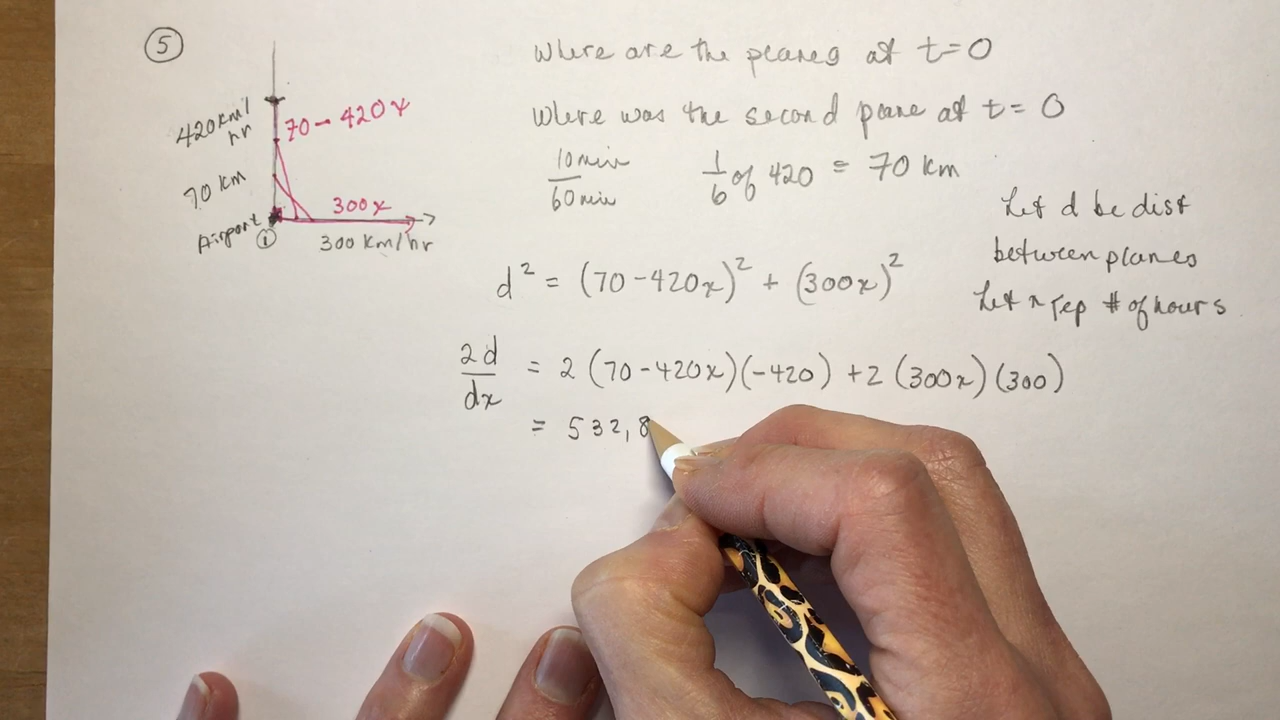 5
where are the planes at t=0
420km/
hr
70 - 420x
where was the second plane at t = 0
10 min
60 min
1/6 of 420 = 70 km
70 km
300x
Airport
1
300 km/hr
Let d be dist
between planes
Let x rep # of hours
d² = (70-420x)² + (300x)²
2d/dx = 2 (70-420x)(-420) + 2 (300x)(300)
= 532,8